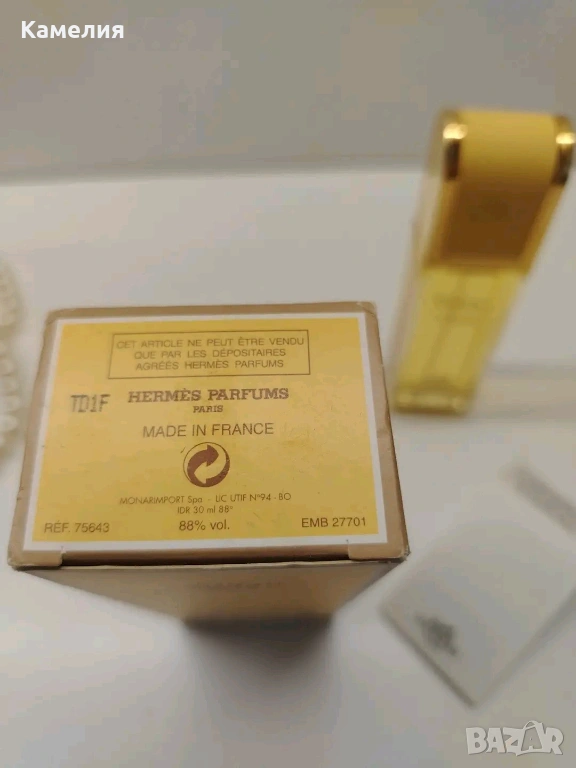 Камелия
CET ARTICLE NE PEUT ÊTRE VENDU
QUE PAR LES DÉPOSITAIRES
AGRÉÉS HERMÈS PARFUMS
TD1F HERMÈS PARFUMS
PARIS
MADE IN FRANCE
MONARIMPORT Spa - LIC UTIF N°94 - BO
IDR 30 ml 88°
RÉF. 75643 88% vol. EMB 27701
BAZAR